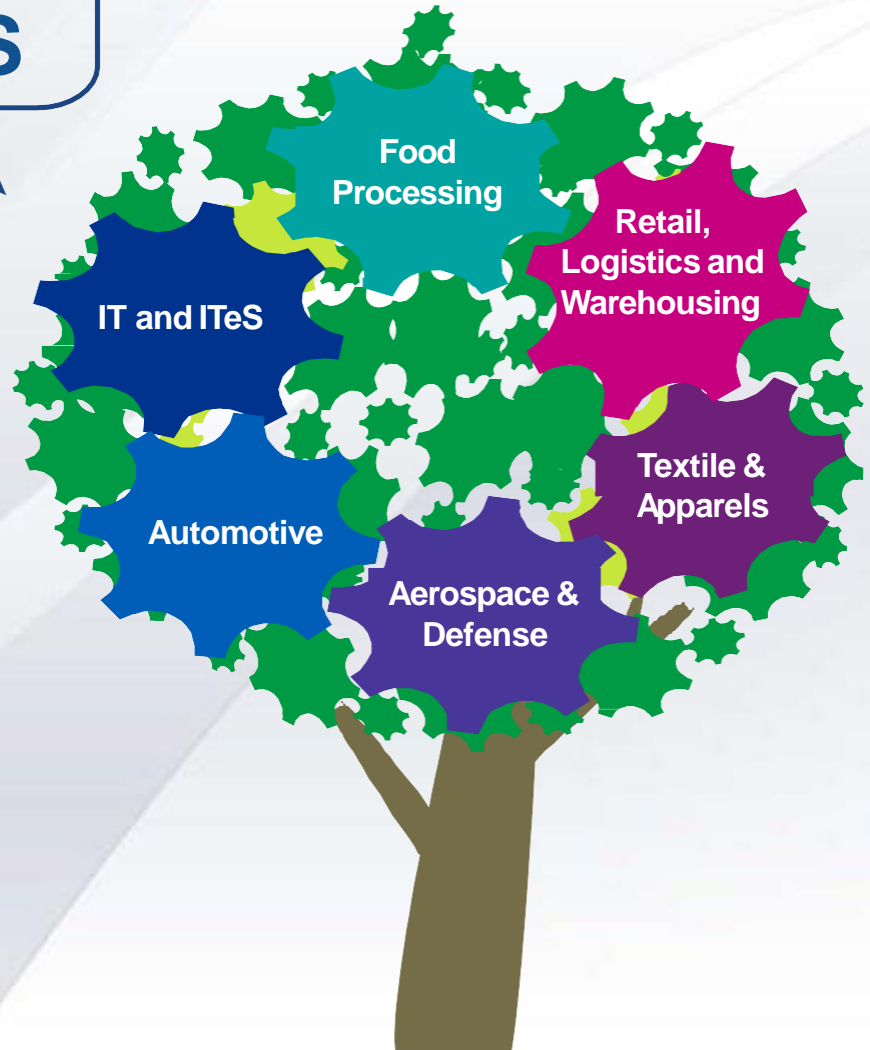 S
Food
Processing
Retail,
Logistics and
Warehousing
IT and ITeS
Textile &
Apparels
Automotive
Aerospace &
Defense